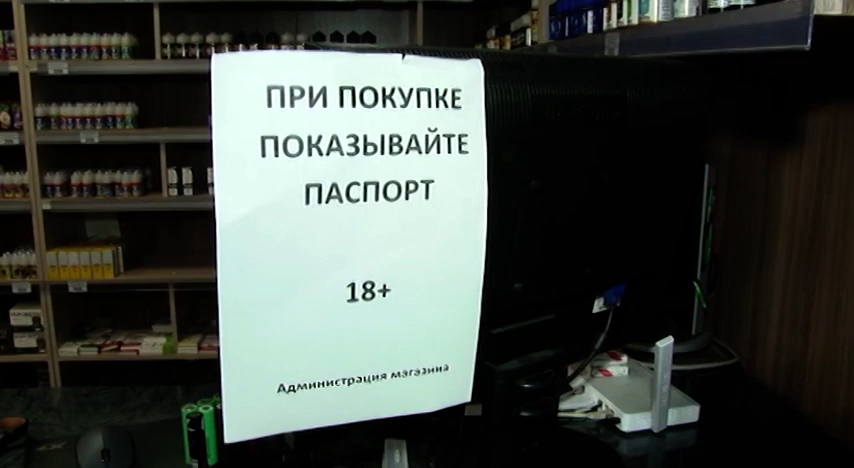 ПРИ ПОКУПКЕ
ПОКАЗЫВАЙТЕ
ПАСПОРТ
18+
Администрация магазина